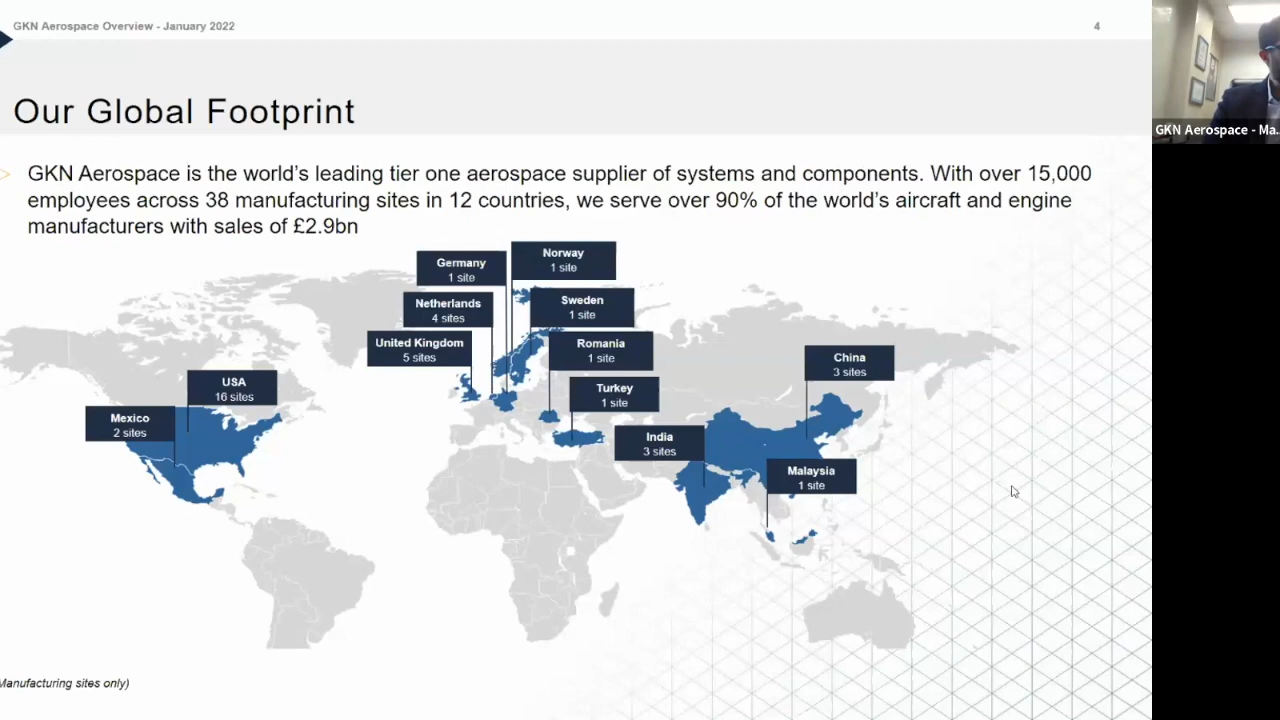 GKN Aerospace Overview - January 2022
4
Our Global Footprint
GKN Aerospace is the world's leading tier one aerospace supplier of systems and components. With over 15,000
employees across 38 manufacturing sites in 12 countries, we serve over 90% of the world's aircraft and engine
manufacturers with sales of £2.9bn
Norway
1 site
Germany
1 site
Netherlands
4 sites
Sweden
1 site
United Kingdom
5 sites
Romania
1 site
China
3 sites
USA
16 sites
Turkey
1 site
Mexico
2 sites
India
3 sites
Malaysia
1 site
Manufacturing sites only)
GKN Aerospace - Ma...